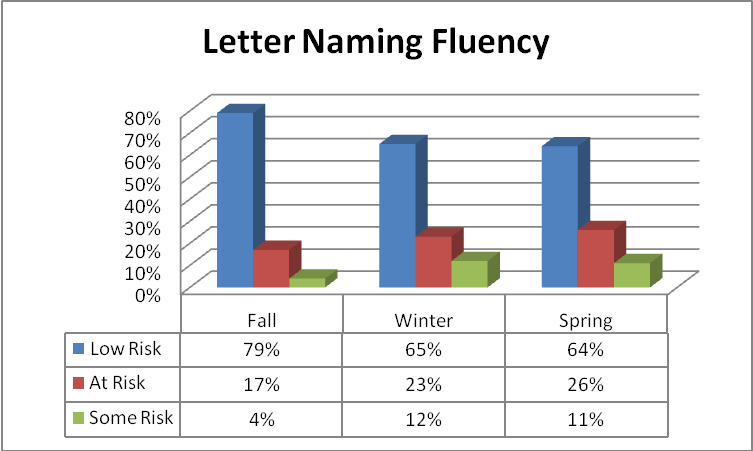 Letter Naming Fluency
80%
70%
60%
50%
40%
30%
20%
10%
0%
Fall Winter Spring
Low Risk 79% 65% 64%
At Risk 17% 23% 26%
Some Risk 4% 12% 11%